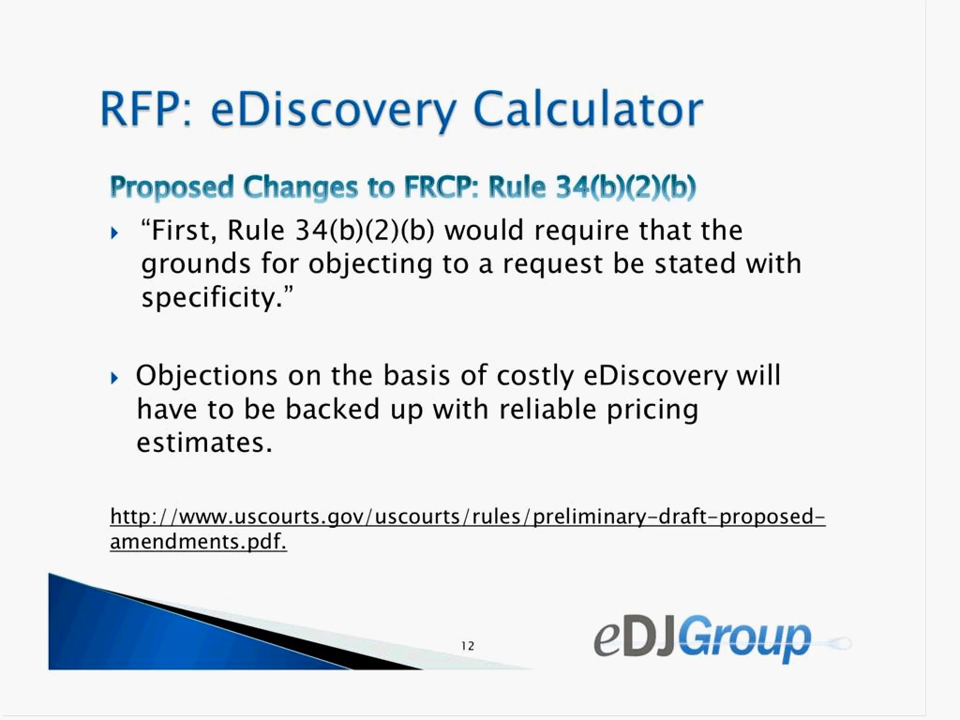 RFP: eDiscovery Calculator
Proposed Changes to FRCP: Rule 34(b)(2)(b)
“First, Rule 34(b)(2)(b) would require that the
grounds for objecting to a request be stated with
specificity.”
Objections on the basis of costly eDiscovery will
have to be backed up with reliable pricing
estimates.
http://www.uscourts.gov/uscourts/rules/preliminary-draft-proposed-
amendments.pdf.
12
eDJGroup